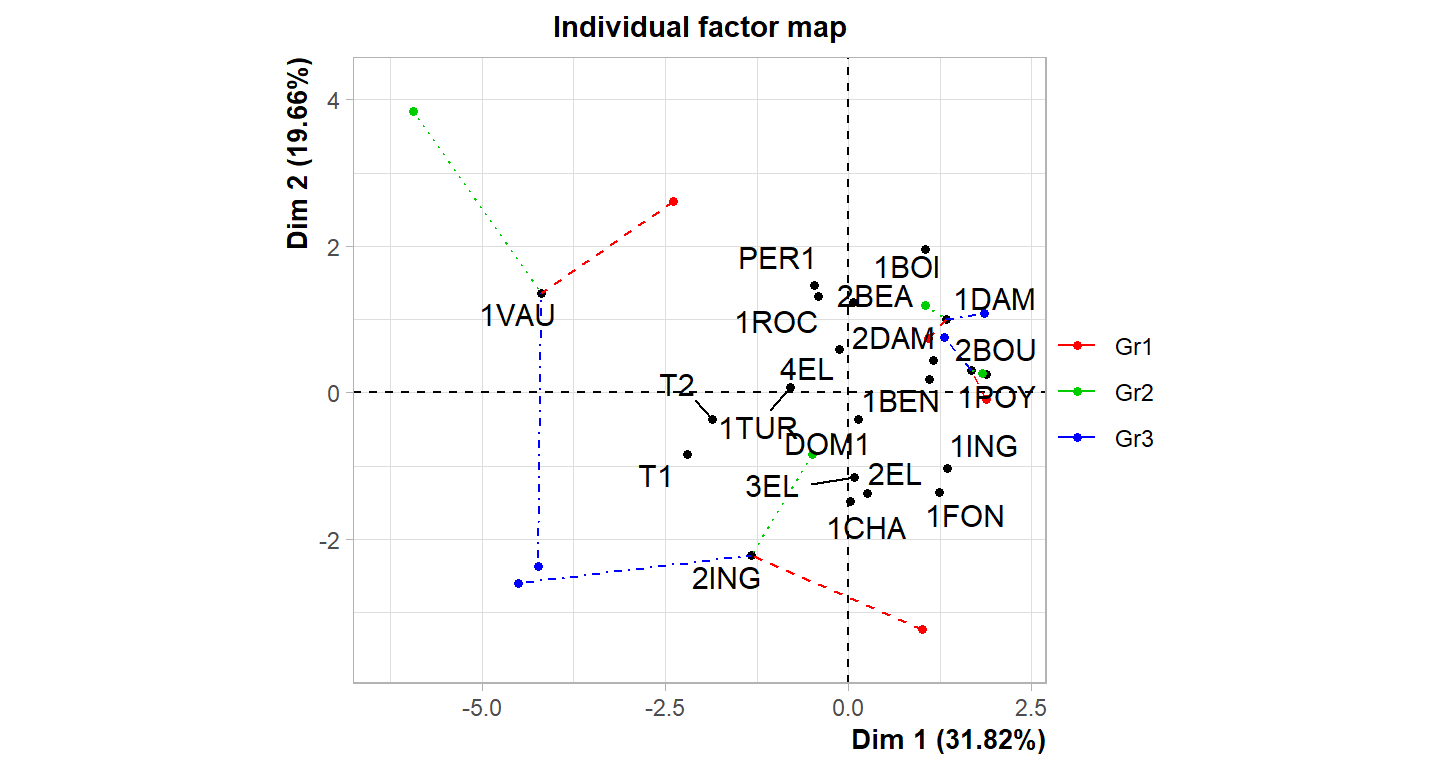 Individual factor map
Dim 2 (19.66%)
4
2
0
-2
PER1
1BOI
2BEA
1DAM
1VAU
1ROC
2DAM
2BOU
4EL
T2
1BEN
1POY
1TUR
DOM1
1ING
T1
3EL
2EL
1FON
1CHA
2ING
Gr1
Gr2
Gr3
-5.0
-2.5
0.0
2.5
Dim 1 (31.82%)